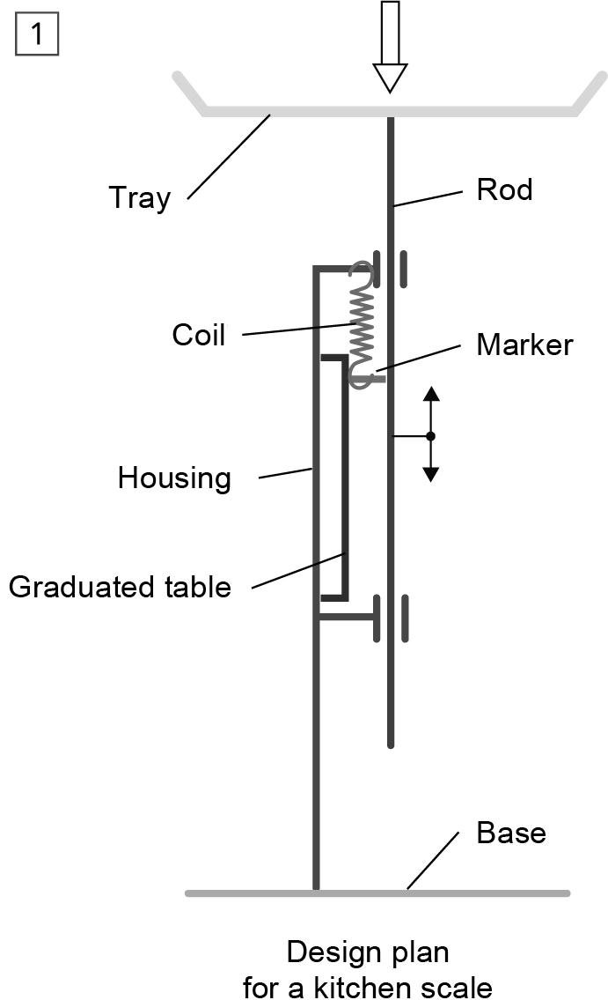 1
Tray
Rod
Coil
Marker
Housing
Graduated table
Base
Design plan
for a kitchen scale